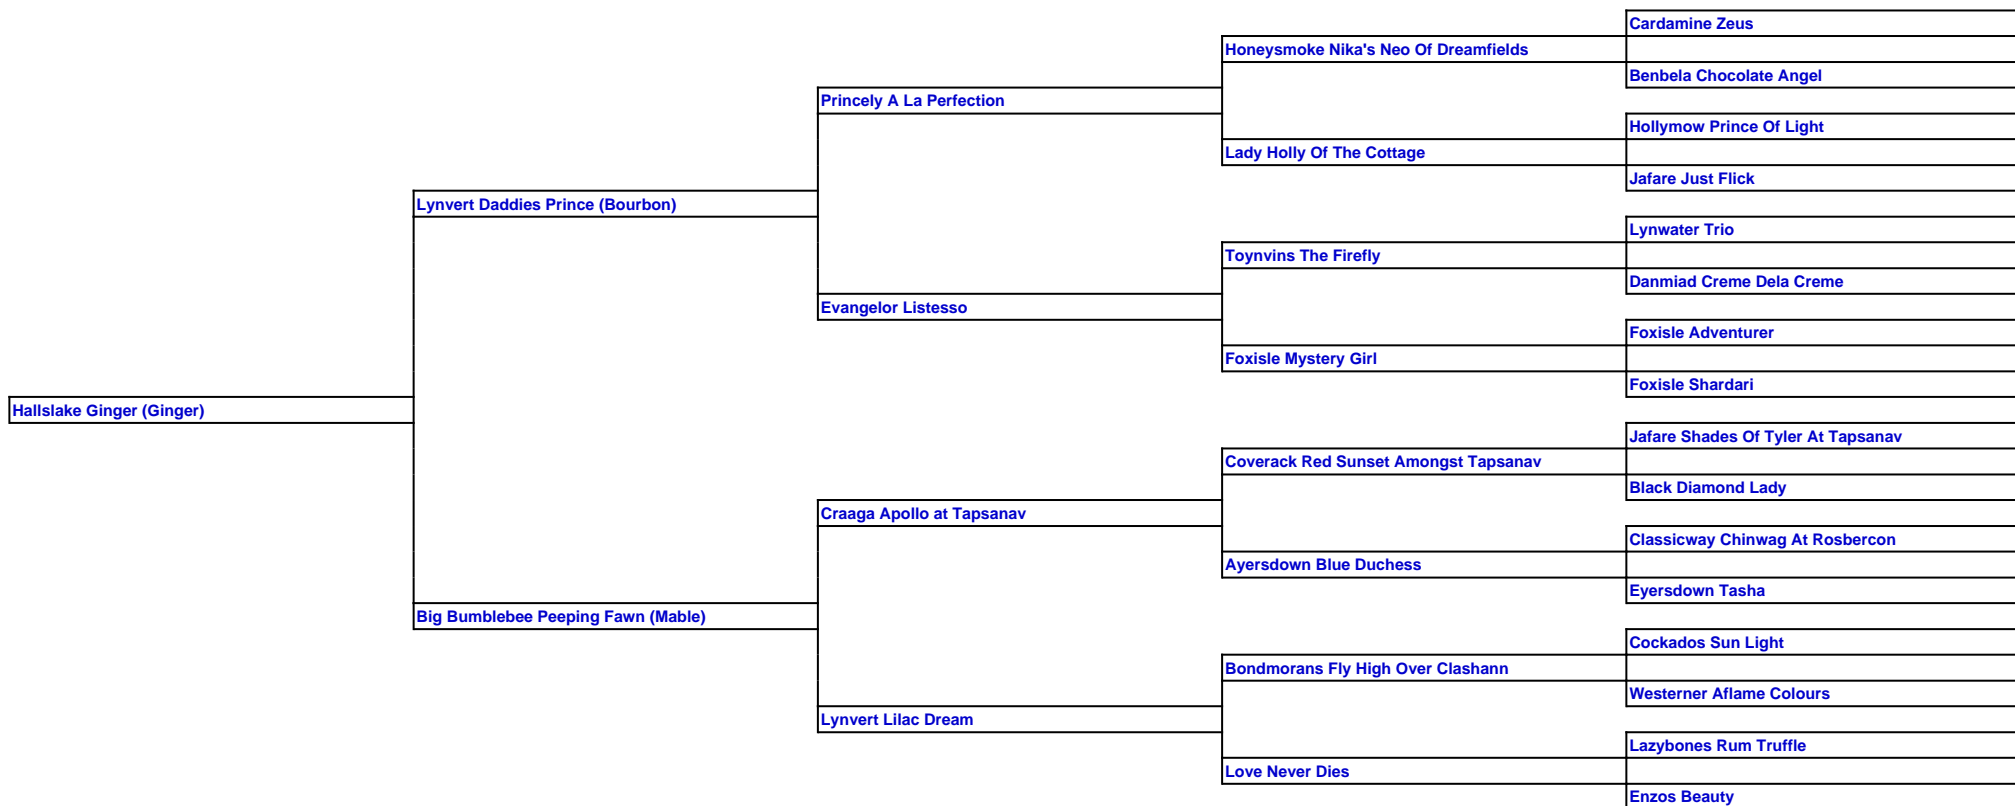 Cardamine Zeus
Honeysmoke Nika's Neo Of Dreamfields
Benbela Chocolate Angel
Princely A La Perfection
Hollymow Prince Of Light
Lady Holly Of The Cottage
Jafare Just Flick
Lynvert Daddies Prince (Bourbon)
Lynwater Trio
Toynvins The Firefly
Danmiad Creme Dela Creme
Evangelor Listesso
Foxisle Adventurer
Foxisle Mystery Girl
Foxisle Shardari
Hallslake Ginger (Ginger)
Jafare Shades Of Tyler At Tapsanav
Coverack Red Sunset Amongst Tapsanav
Black Diamond Lady
Craaga Apollo at Tapsanav
Classicway Chinwag At Rosbercon
Ayersdown Blue Duchess
Eyersdown Tasha
Big Bumblebee Peeping Fawn (Mable)
Cockados Sun Light
Bondmorans Fly High Over Clashann
Westerner Aflame Colours
Lynvert Lilac Dream
Lazybones Rum Truffle
Love Never Dies
Enzos Beauty